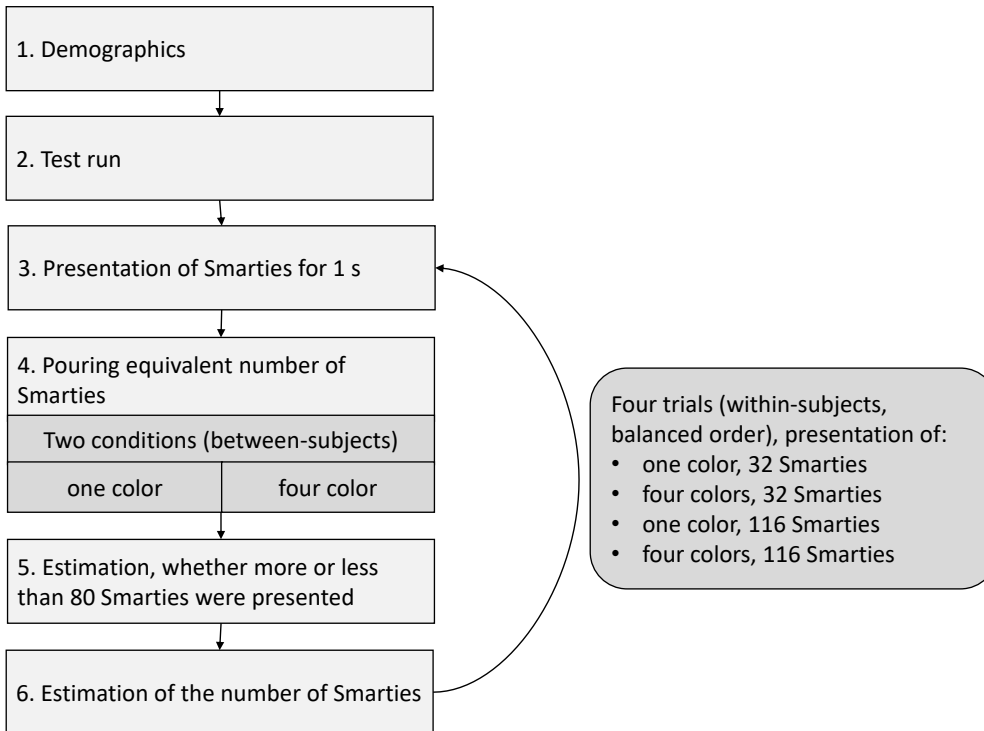 1. Demographics
2. Test run
3. Presentation of Smarties for 1 s
4. Pouring equivalent number of
Smarties
Two conditions (between-subjects)
one color
four color
5. Estimation, whether more or less
than 80 Smarties were presented
6. Estimation of the number of Smarties
Four trials (within-subjects,
balanced order), presentation of:
• one color, 32 Smarties
• four colors, 32 Smarties
• one color, 116 Smarties
• four colors, 116 Smarties